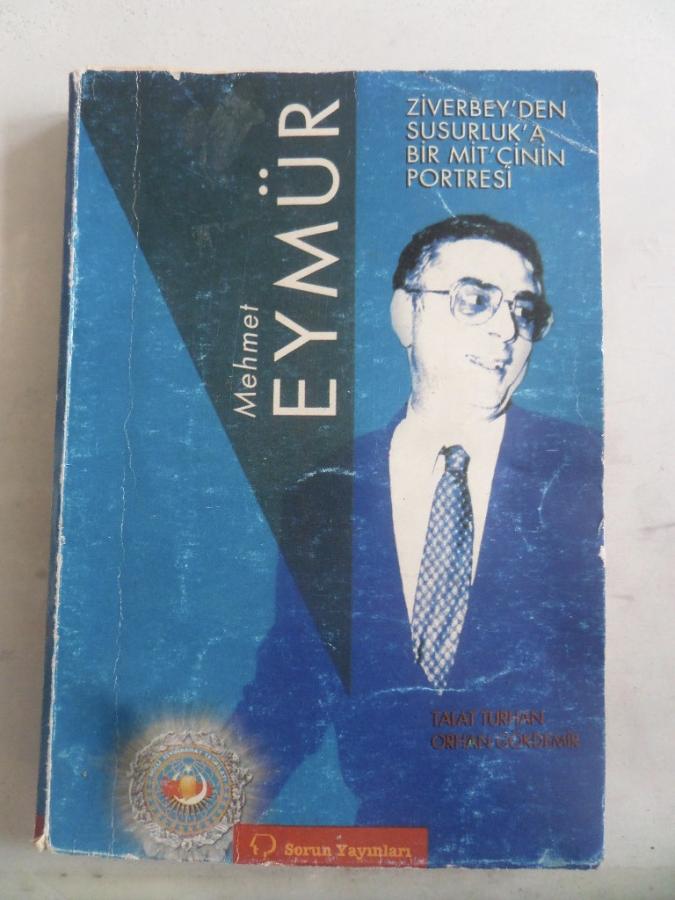 ZİVERBEY'DEN
SUSURLUK'A
BİR MİT'ÇİNİN
PORTRESİ
Mehmet
EYMÜR
TALAT TURHAN
ORHAN GÖKDEMİR
Sorun Yayınları